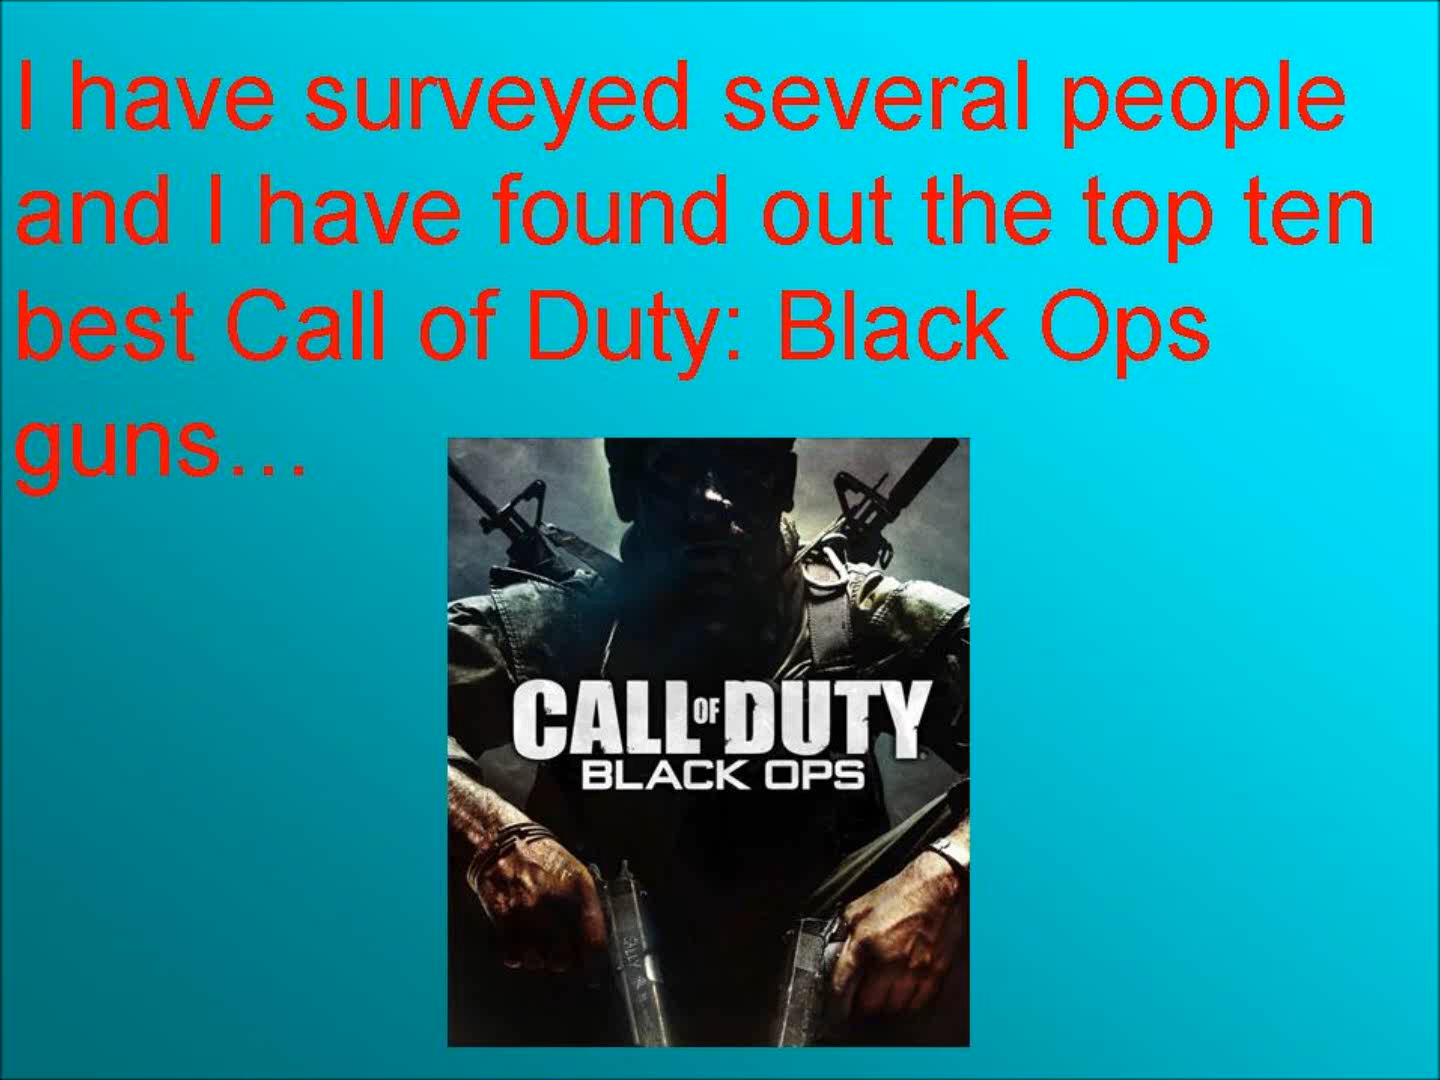 I have surveyed several people
and I have found out the top ten
best Call of Duty: Black Ops
guns...
CALL OF DUTY
BLACK OPS
SALLY